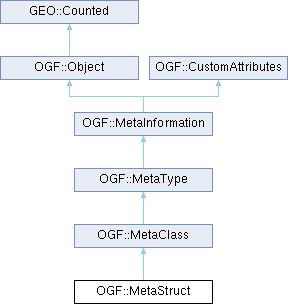 GEO::Counted
OGF::Object
OGF::CustomAttributes
OGF::MetaInformation
OGF::MetaType
OGF::MetaClass
OGF::MetaStruct